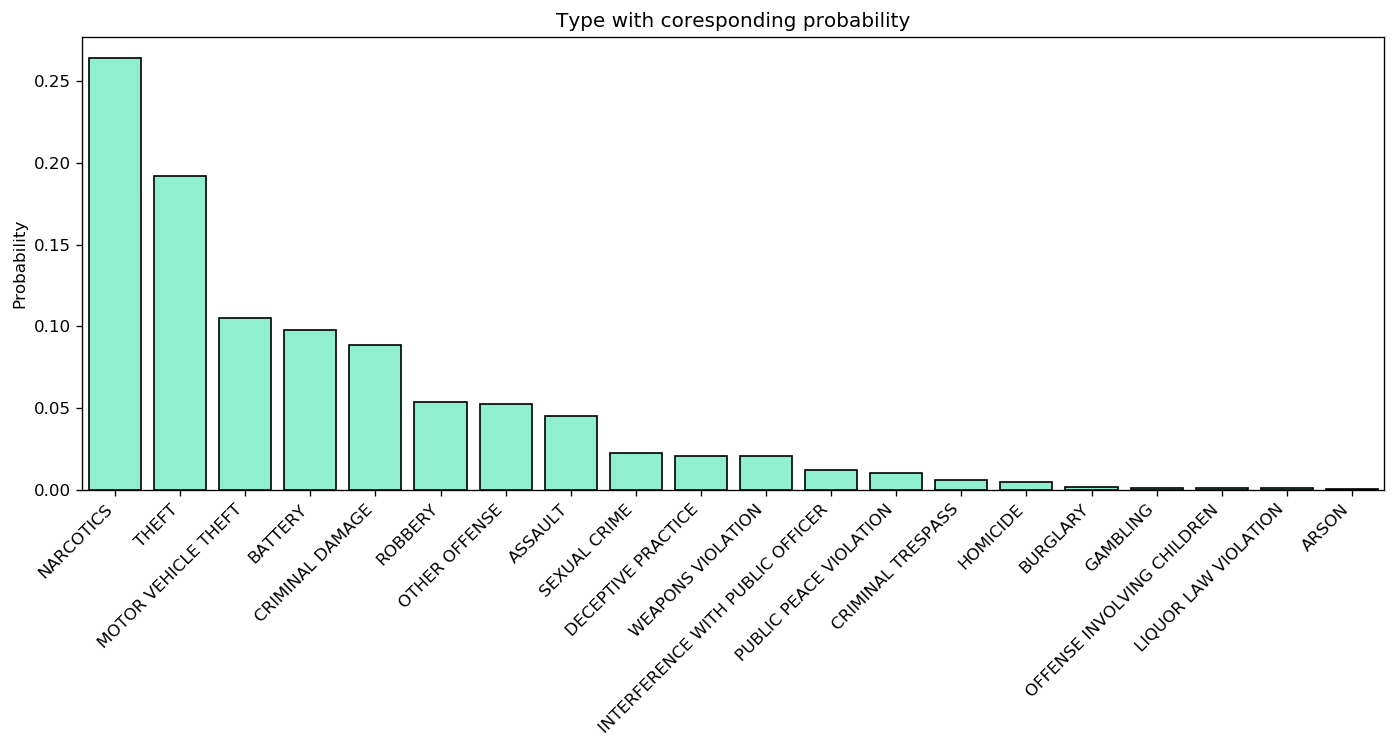 Type with coresponding probability
Probability
0.25
0.20
0.15
0.10
0.05
0.00
NARCOTICS
THEFT
MOTOR VEHICLE THEFT
BATTERY
CRIMINAL DAMAGE
ROBBERY
OTHER OFFENSE
ASSAULT
SEXUAL CRIME
DECEPTIVE PRACTICE
WEAPONS VIOLATION
INTERFERENCE WITH PUBLIC OFFICER
PUBLIC PEACE VIOLATION
CRIMINAL TRESPASS
HOMICIDE
BURGLARY
GAMBLING
OFFENSE INVOLVING CHILDREN
LIQUOR LAW VIOLATION
ARSON